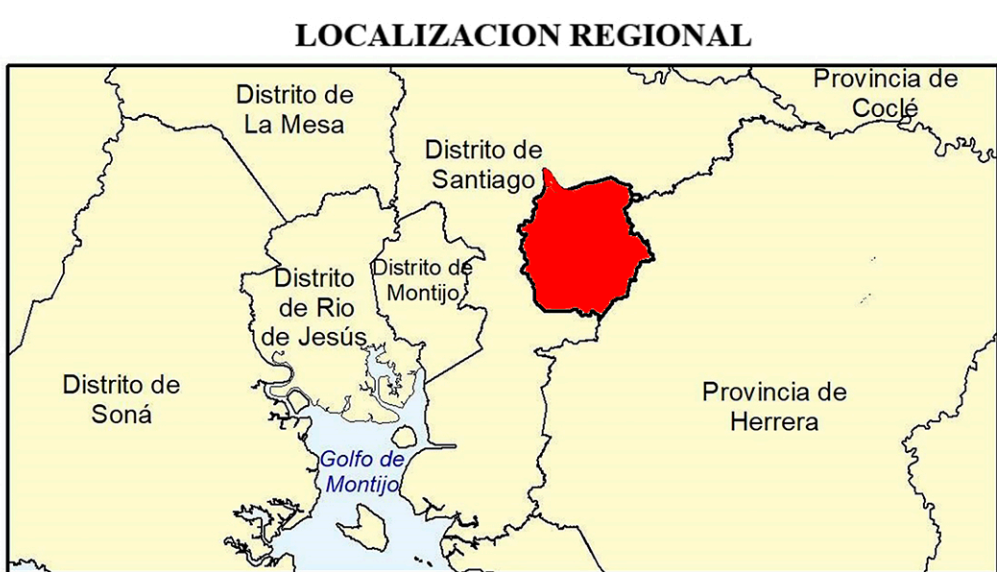 LOCALIZACION REGIONAL
Provincia de
Coclé
Distrito de
La Mesa
Distrito de
Santiago
Distrito
de Rio
de Jesús
Distrito de
Montijo
Distrito de
Soná
Provincia de
Herrera
Golfo de
Montijo